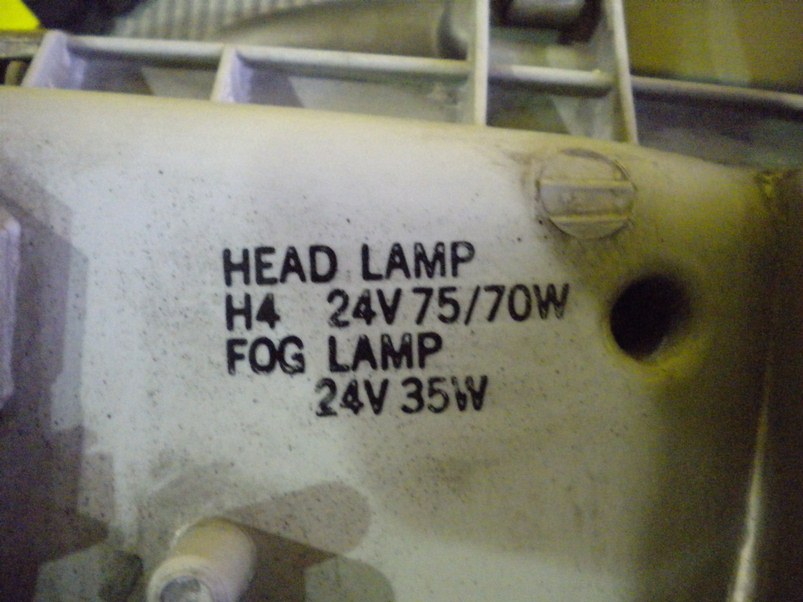 HEAD LAMP
H4 24V 75/70W
FOG LAMP
24V 35W